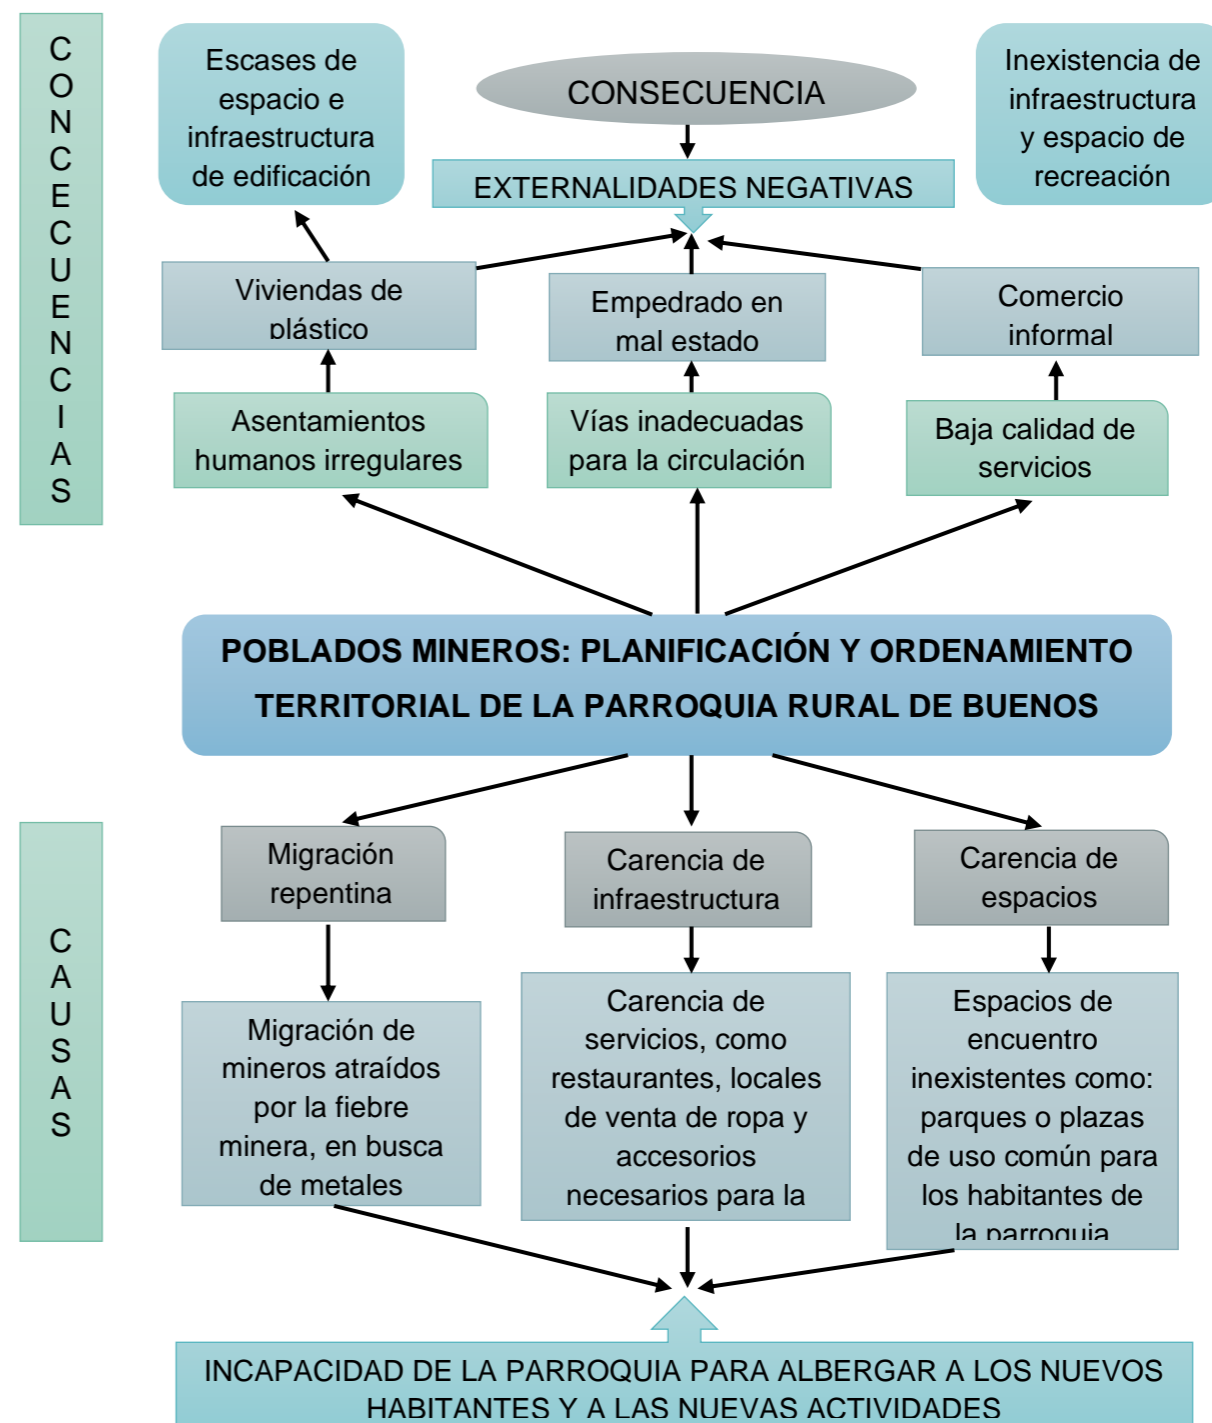 CONCECUENCIAS
Escases de
espacio e
infraestructura
de edificación
CONSECUENCIA
EXTERNALIDADES NEGATIVAS
Inexistencia de
infraestructura
y espacio de
recreación
Viviendas de
plástico
Empedrado en
mal estado
Comercio
informal
Asentamientos
humanos irregulares
Vías inadecuadas
para la circulación
Baja calidad de
servicios
POBLADOS MINEROS: PLANIFICACIÓN Y ORDENAMIENTO
TERRITORIAL DE LA PARROQUIA RURAL DE BUENOS
CAUSAS
Migración
repentina
Carencia de
infraestructura
Carencia de
espacios
Migración de
mineros atraídos
por la fiebre
minera, en busca
de metales
Carencia de
servicios, como
restaurantes, locales
de venta de ropa y
accesorios
necesarios para la
Espacios de
encuentro
inexistentes como:
parques o plazas
de uso común para
los habitantes de
la parroquia
INCAPACIDAD DE LA PARROQUIA PARA ALBERGAR A LOS NUEVOS
HABITANTES Y A LAS NUEVAS ACTIVIDADES